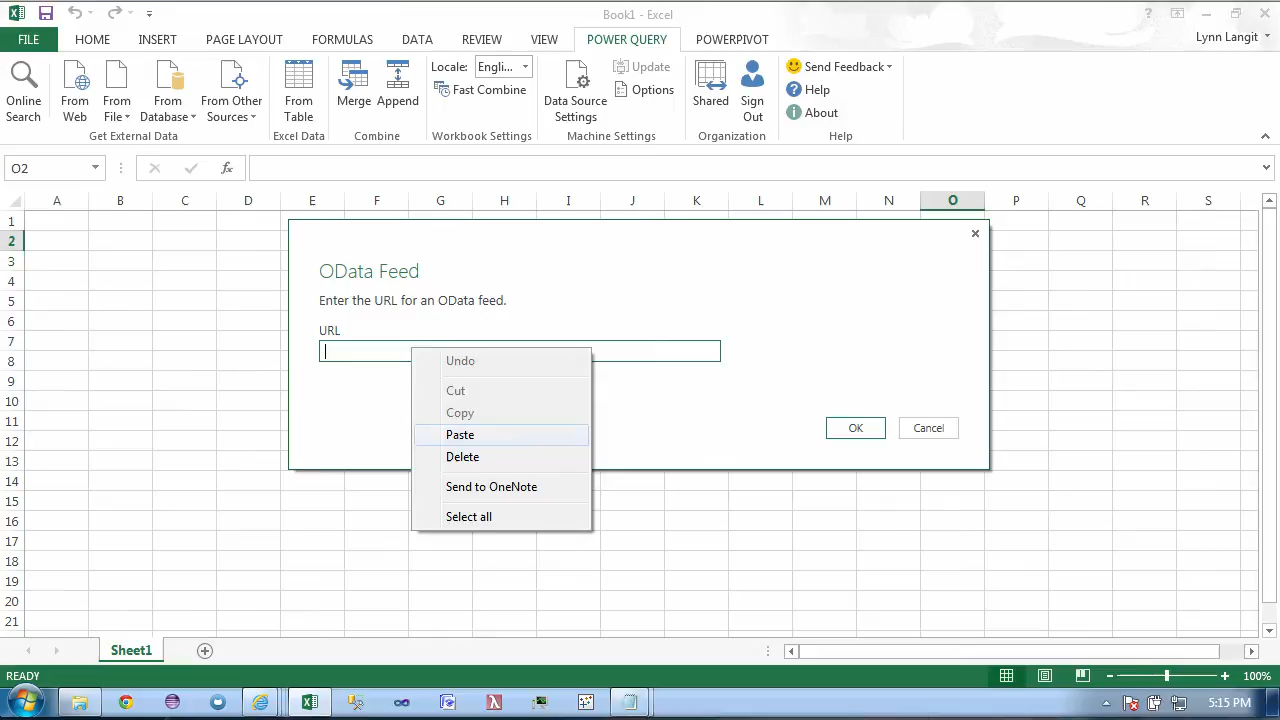 Book1 - Excel
FILE HOME INSERT PAGE LAYOUT FORMULAS DATA REVIEW VIEW POWER QUERY POWERPIVOT Lynn Langit
Online Search
From Web
From File
From Database
From Other Sources
Get External Data
From Table
Excel Data
Merge Append
Combine
Locale: Engli...
Fast Combine
Workbook Settings
Data Source Settings
Update
Options
Machine Settings
Shared
Sign Out
Organization
Send Feedback
Help
About
Help
O2 fx
A B C D E F G H I J K L M N O P Q R S
1
2
3
4
5
6
7
8
9
10
11
12
13
14
15
16
17
18
19
20
21
OData Feed
Enter the URL for an OData feed.
URL
Undo
Cut
Copy
Paste
Delete
Send to OneNote
Select all
OK Cancel
Sheet1
READY 100%
5:15 PM